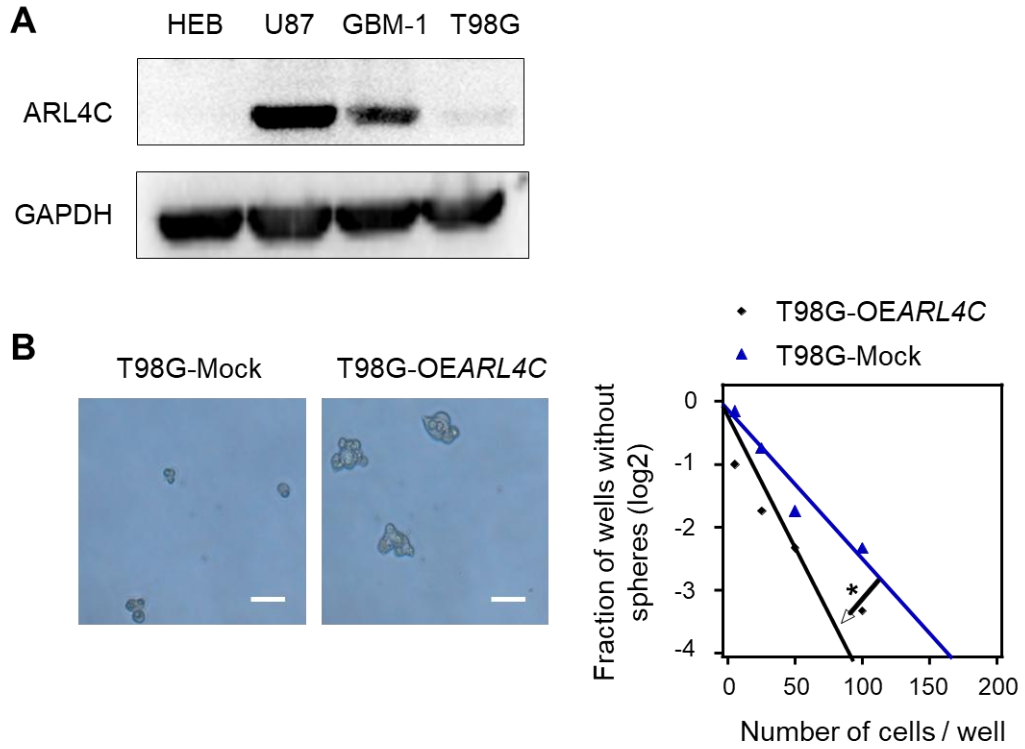 A
HEB U87 GBM-1 T98G
ARL4C
GAPDH
B
T98G-Mock
T98G-OEARL4C
T98G-OEARL4C
T98G-Mock
Fraction of wells without
spheres (log2)
0
-1
-2
-3
-4
*
0 50 100 150 200
Number of cells / well